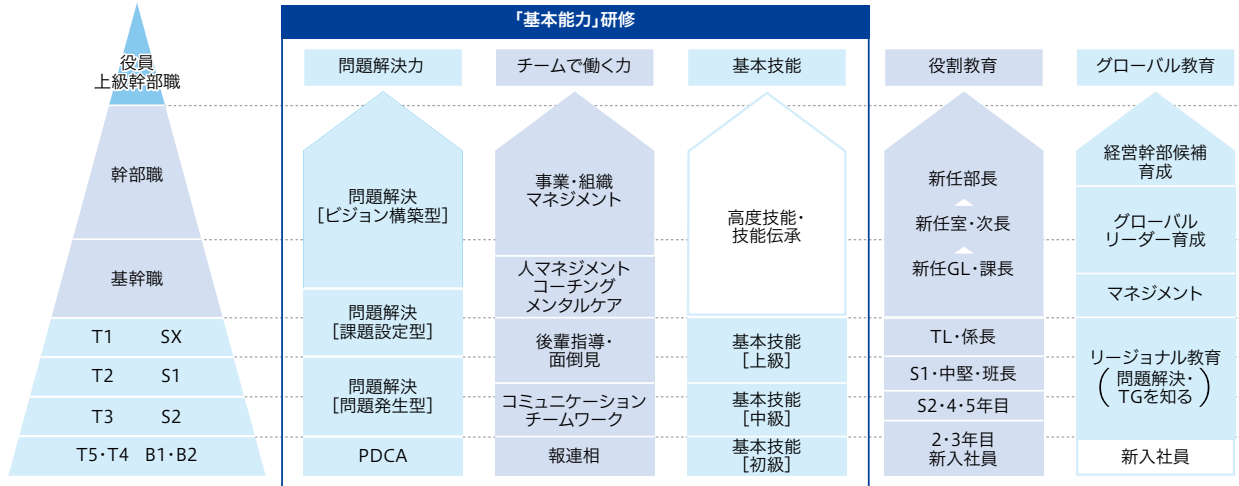 「基本能力」研修
役員
上級幹部職
幹部職
基幹職
T1 SX
T2 S1
T3 S2
T5・T4 B1・B2
問題解決力
問題解決
[ビジョン構築型]
問題解決
[課題設定型]
問題解決
[問題発生型]
PDCA
チームで働く力
事業・組織
マネジメント
人マネジメント
コーチング
メンタルケア
後輩指導・
面倒見
コミュニケーション
チームワーク
報連相
基本技能
高度技能・
技能伝承
基本技能
[上級]
基本技能
[中級]
基本技能
[初級]
役割教育
新任部長
新任室・次長
新任GL・課長
TL・係長
S1・中堅・班長
S2・4・5年目
2・3年目
新入社員
グローバル教育
経営幹部候補
育成
グローバル
リーダー育成
マネジメント
リージョナル教育
(問題解決・
TGを知る)
新入社員